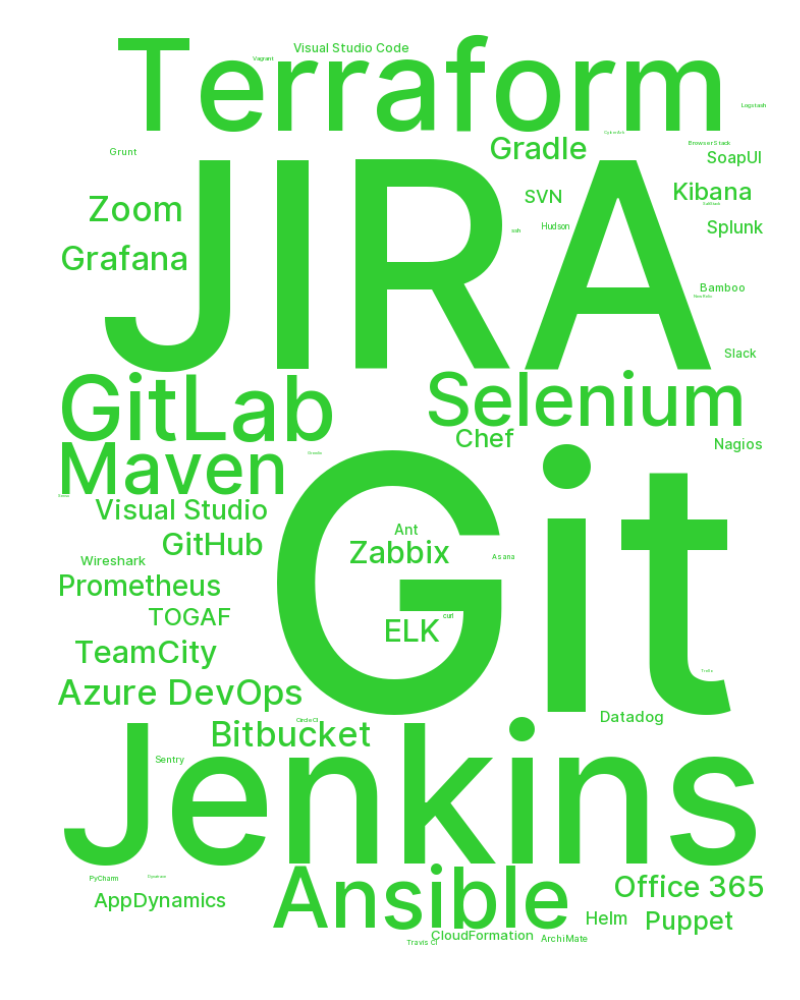 Visual Studio Code
Terraform
Vagrant
Logstash
Gradle
BrowserStack
Grunt
SoapUI
JIRA
Zoom
SVN
Kibana
Hudson
Splunk
Grafana
Bamboo
Slack
GitLab
Selenium
Chef
Nagios
Maven
Git
Visual Studio
Ant
GitHub
Zabbix
Asana
Wireshark
Prometheus
TOGAF
ELK
TeamCity
Azure DevOps
Datadog
CircleCI
Bitbucket
Jenkins
Sentry
PyCharm
Ansible
Office 365
AppDynamics
Helm
Puppet
CloudFormation
Travis CI
ArchiMate